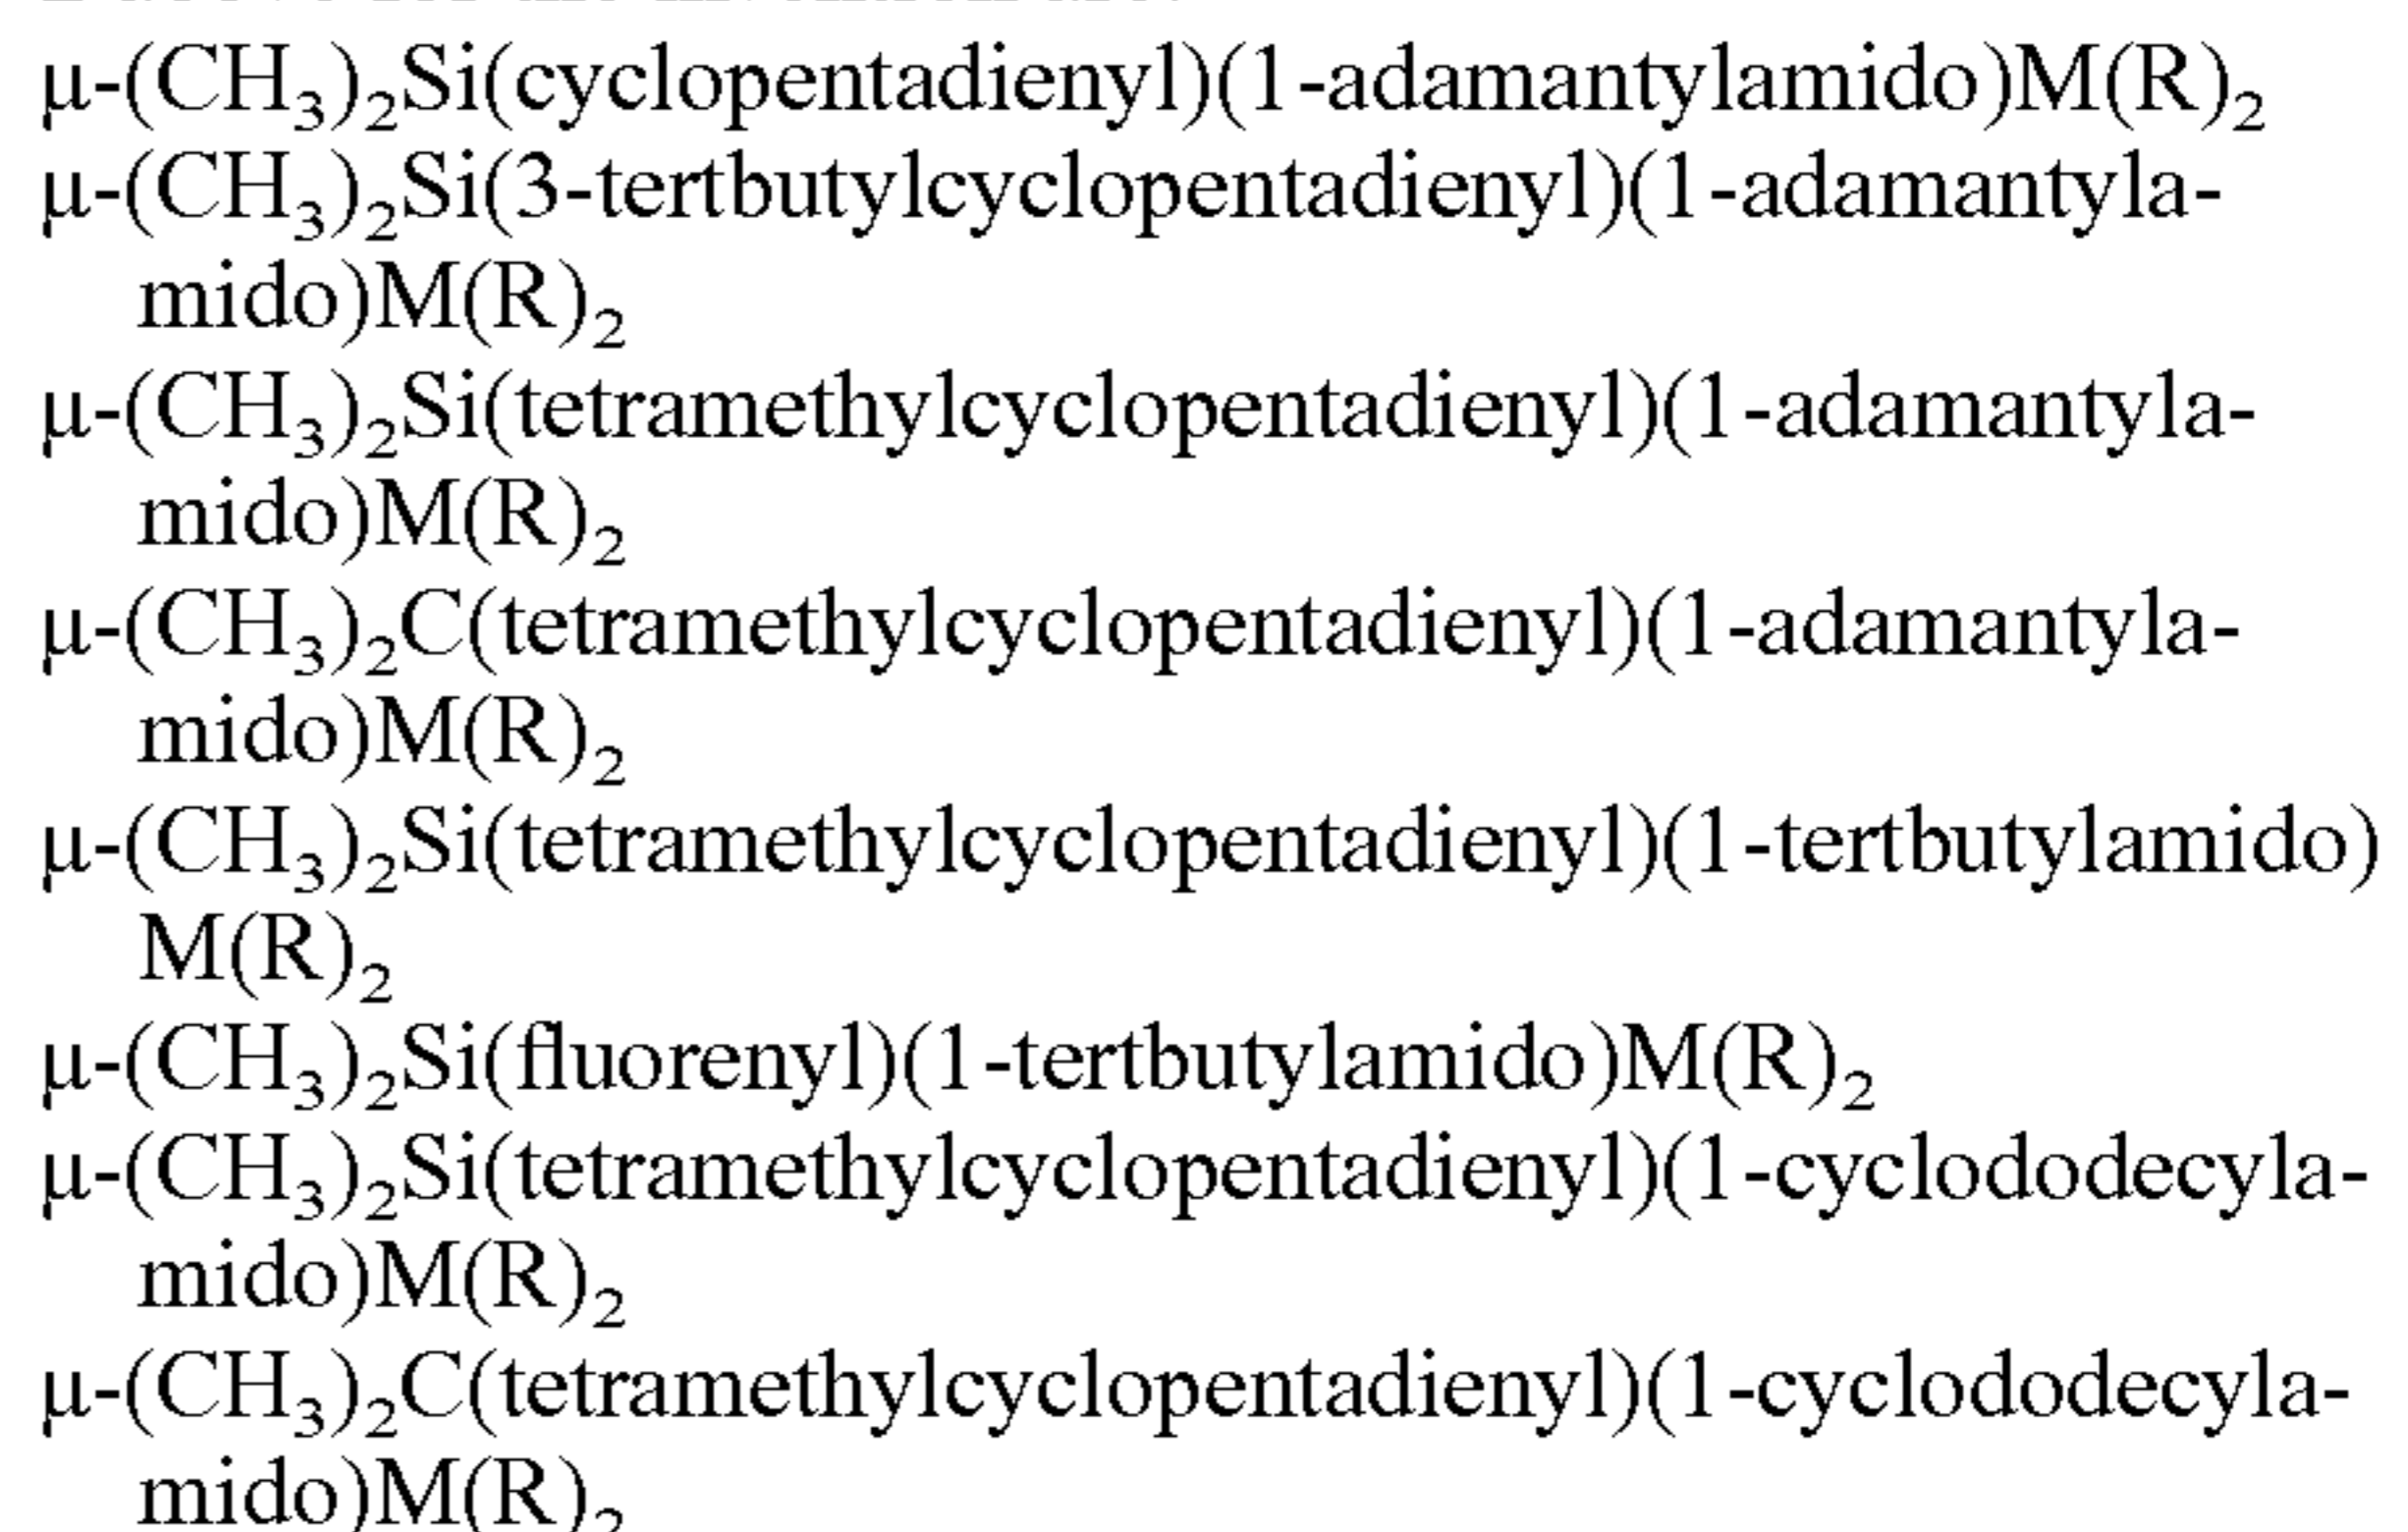 μ-(CH₃)₂Si(cyclopentadienyl)(1-adamantylamido)M(R)₂
μ-(CH₃)₂Si(3-tertbutylcyclopentadienyl)(1-adamantyla-
mido)M(R)₂
μ-(CH₃)₂Si(tetramethylcyclopentadienyl)(1-adamantyla-
mido)M(R)₂
μ-(CH₃)₂C(tetramethylcyclopentadienyl)(1-adamantyla-
mido)M(R)₂
μ-(CH₃)₂Si(tetramethylcyclopentadienyl)(1-tertbutylamido)
M(R)₂
μ-(CH₃)₂Si(fluorenyl)(1-tertbutylamido)M(R)₂
μ-(CH₃)₂Si(tetramethylcyclopentadienyl)(1-cyclododecyla-
mido)M(R)₂
μ-(CH₃)₂C(tetramethylcyclopentadienyl)(1-cyclododecyla-
mido)M(R)₂